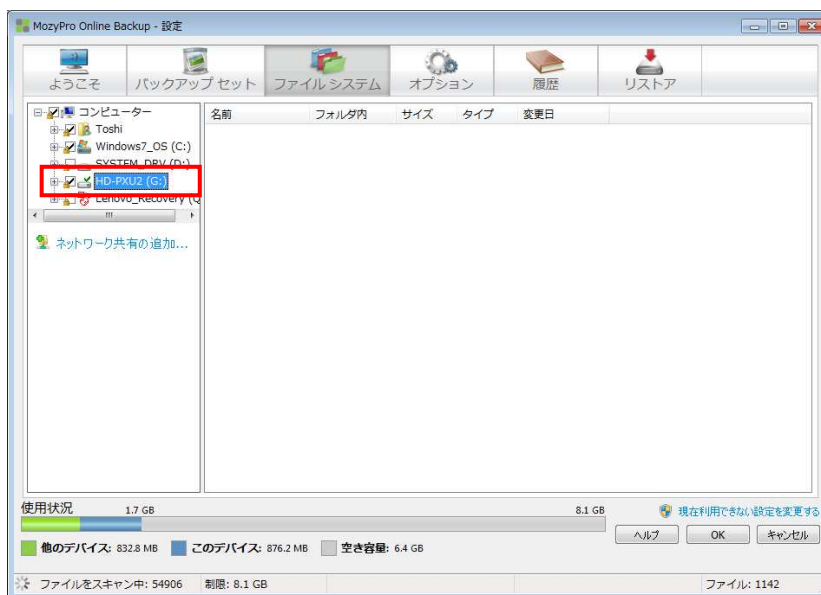 MozyPro Online Backup - 設定
ようこそ
バックアップ セット
ファイル システム
オプション
履歴
リストア
コンピューター
Toshi
Windows7_OS (C:)
SYSTEM_DRV (D:)
HD-PXU2 (G:)
Lenovo_Recovery (Q
ネットワーク共有の追加...
名前 フォルダ内 サイズ タイプ 変更日
使用状況 1.7 GB 8.1 GB
現在利用できない設定を変更する
他のデバイス: 832.8 MB このデバイス: 876.2 MB 空き容量: 6.4 GB
ヘルプ OK キャンセル
ファイルをスキャン中: 54906 制限: 8.1 GB ファイル: 1142